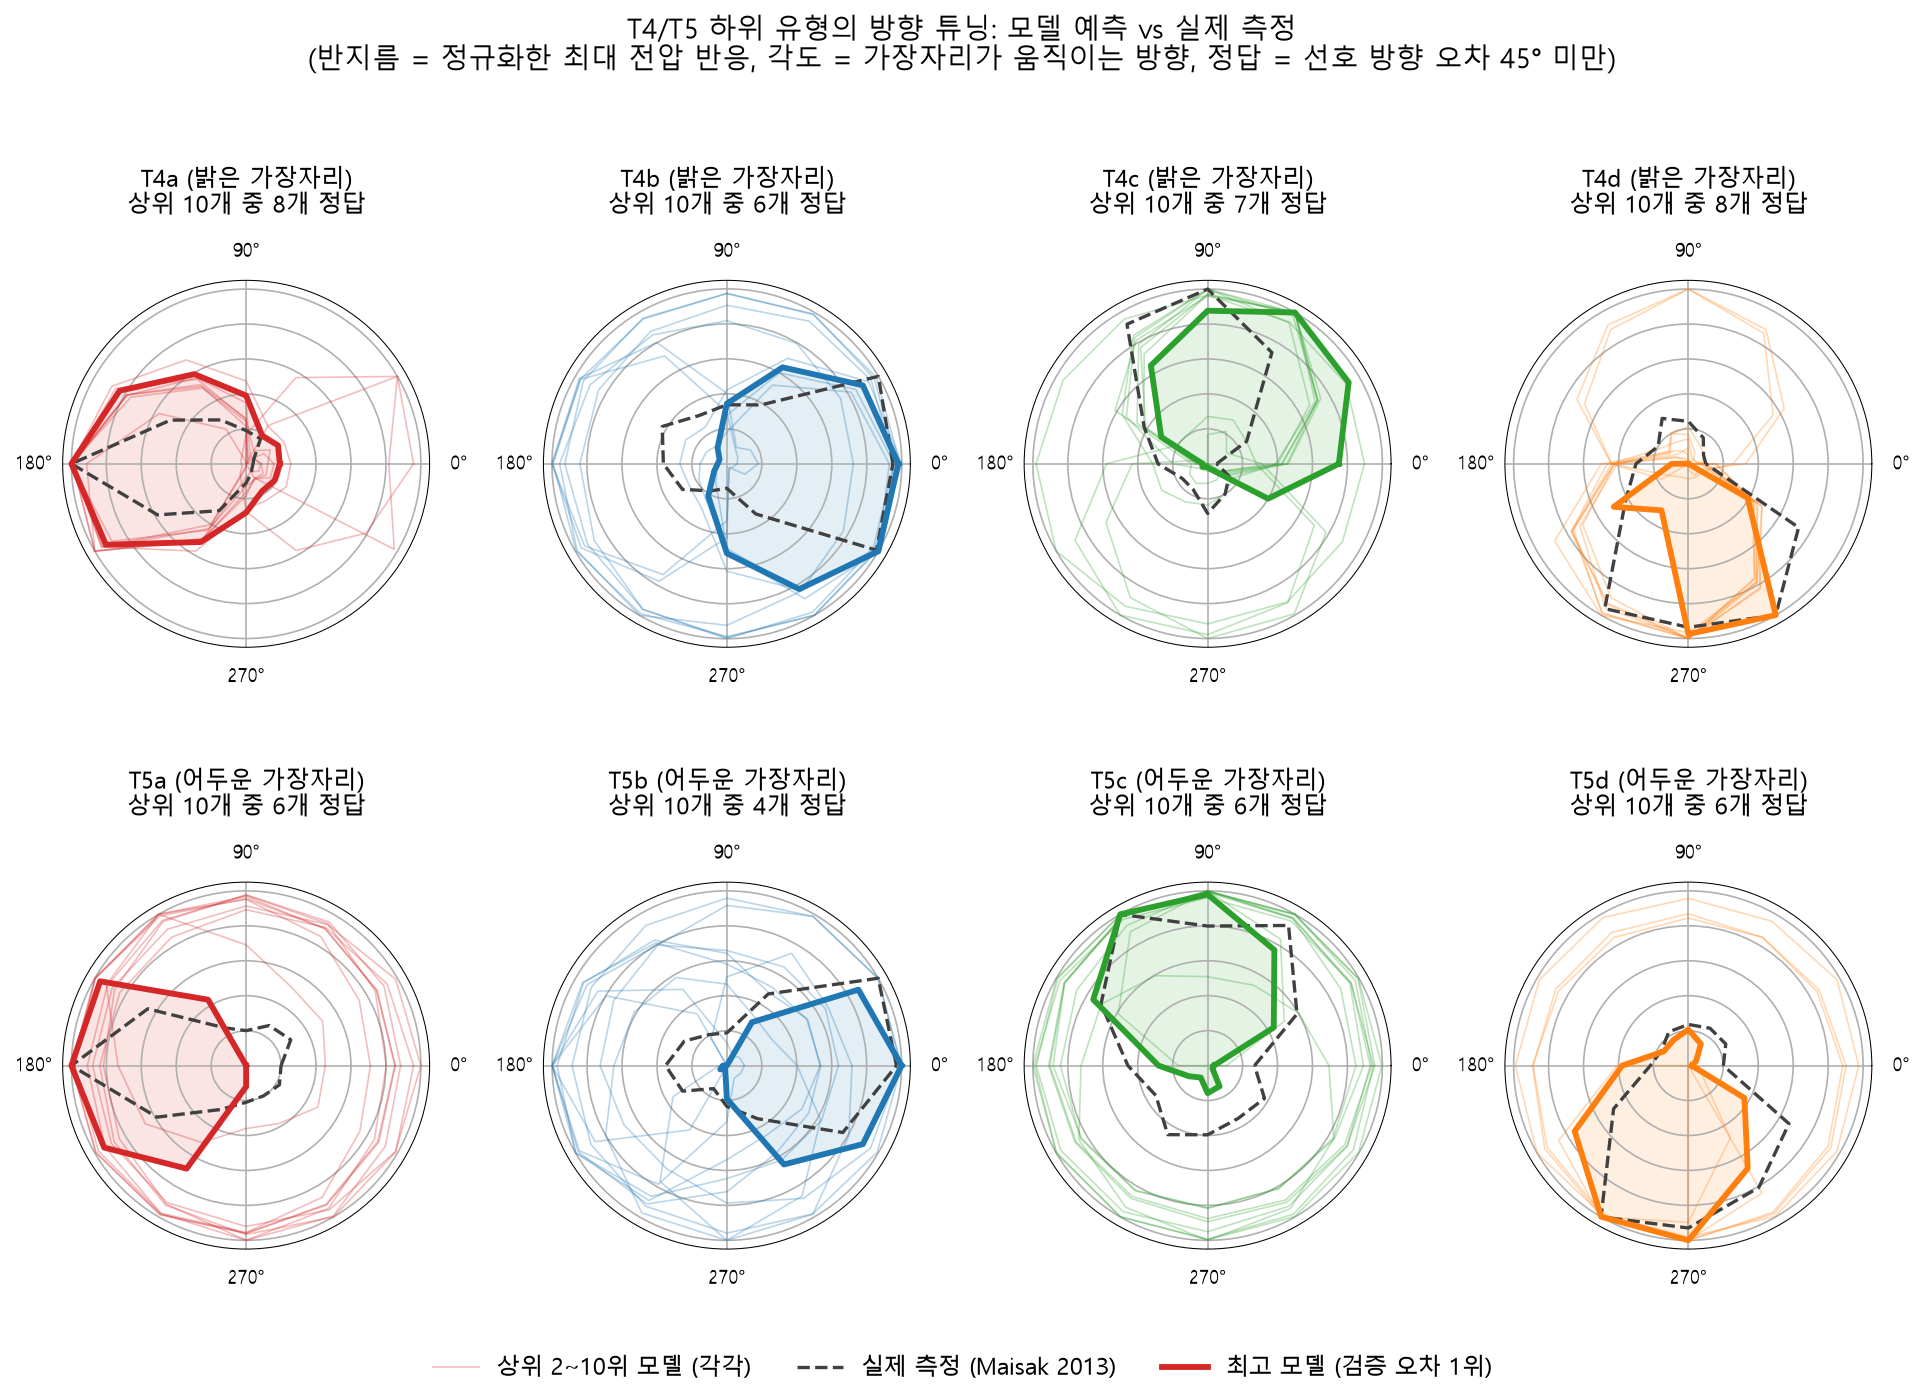 T4/T5 하위 유형의 방향 튜닝: 모델 예측 vs 실제 측정
(반지름 = 정규화한 최대 전압 반응, 각도 = 가장자리가 움직이는 방향, 정답 = 선호 방향 오차 45° 미만)
T4a (밝은 가장자리)
상위 10개 중 8개 정답
90°
180°
0°
270°
T4b (밝은 가장자리)
상위 10개 중 6개 정답
90°
180°
0°
270°
T4c (밝은 가장자리)
상위 10개 중 7개 정답
90°
180°
0°
270°
T4d (밝은 가장자리)
상위 10개 중 8개 정답
90°
180°
0°
270°
T5a (어두운 가장자리)
상위 10개 중 6개 정답
90°
180°
0°
270°
T5b (어두운 가장자리)
상위 10개 중 4개 정답
90°
180°
0°
270°
T5c (어두운 가장자리)
상위 10개 중 6개 정답
90°
180°
0°
270°
T5d (어두운 가장자리)
상위 10개 중 6개 정답
90°
180°
0°
270°
상위 2~10위 모델 (각각)
실제 측정 (Maisak 2013)
최고 모델 (검증 오차 1위)